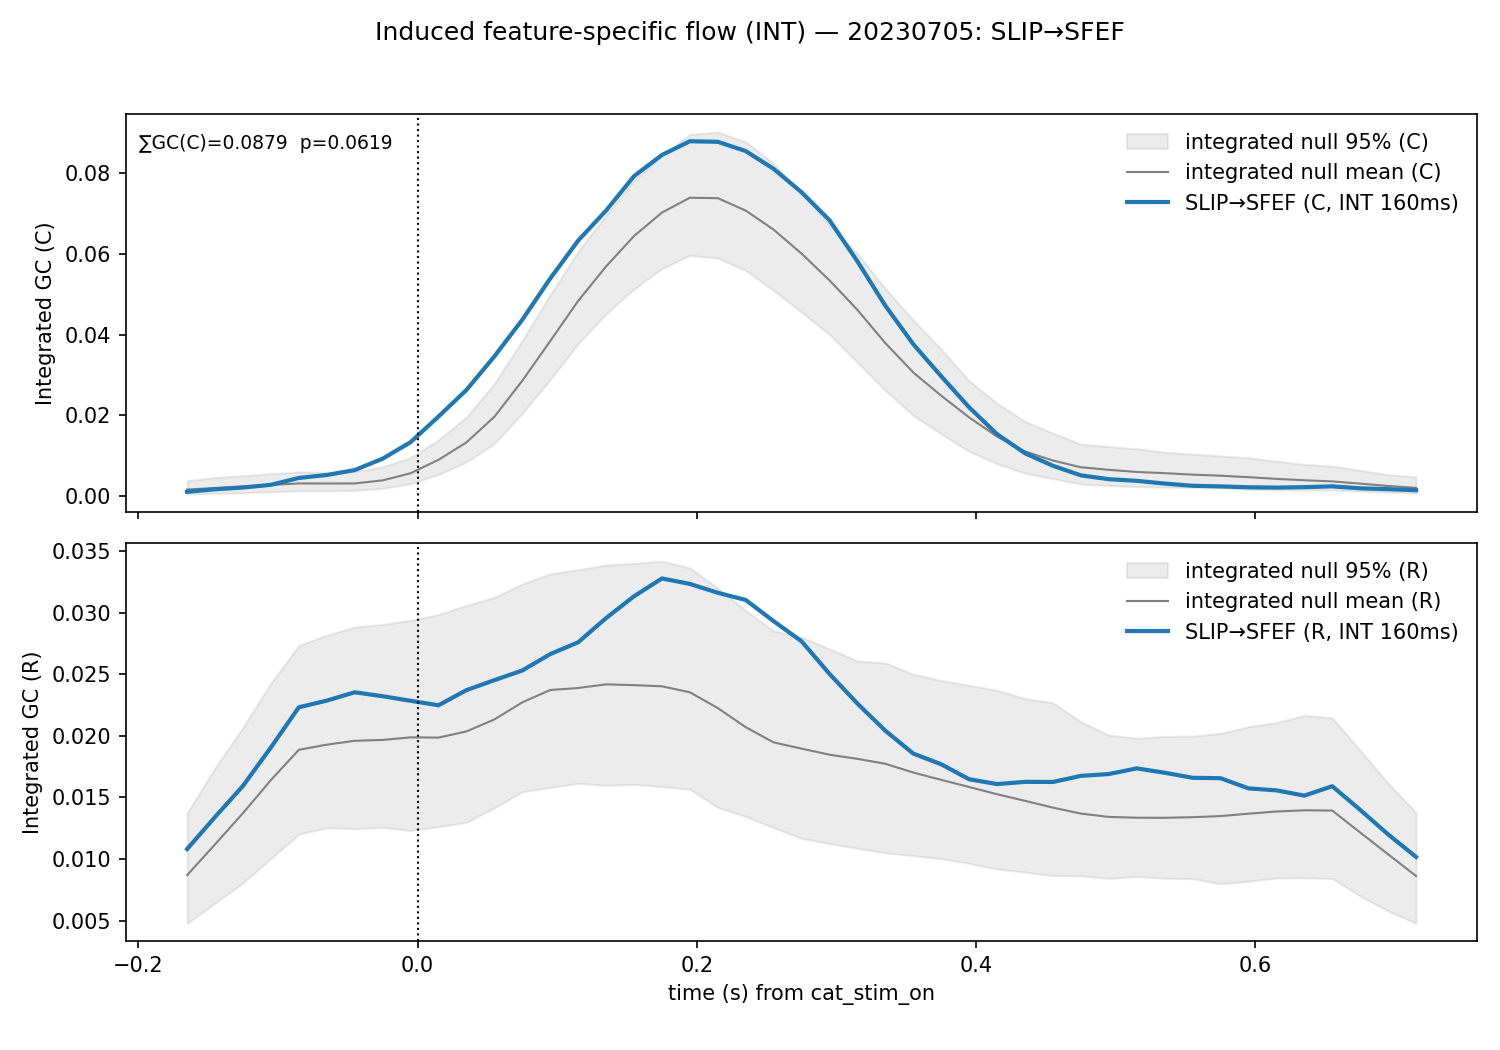 Induced feature-specific flow (INT) — 20230705: SLIP→SFEF
∑GC(C)=0.0879  p=0.0619
integrated null 95% (C)
integrated null mean (C)
SLIP→SFEF (C, INT 160ms)
Integrated GC (C)
0.08
0.06
0.04
0.02
0.00
integrated null 95% (R)
integrated null mean (R)
SLIP→SFEF (R, INT 160ms)
Integrated GC (R)
0.035
0.030
0.025
0.020
0.015
0.010
0.005
−0.2 0.0 0.2 0.4 0.6
time (s) from cat_stim_on